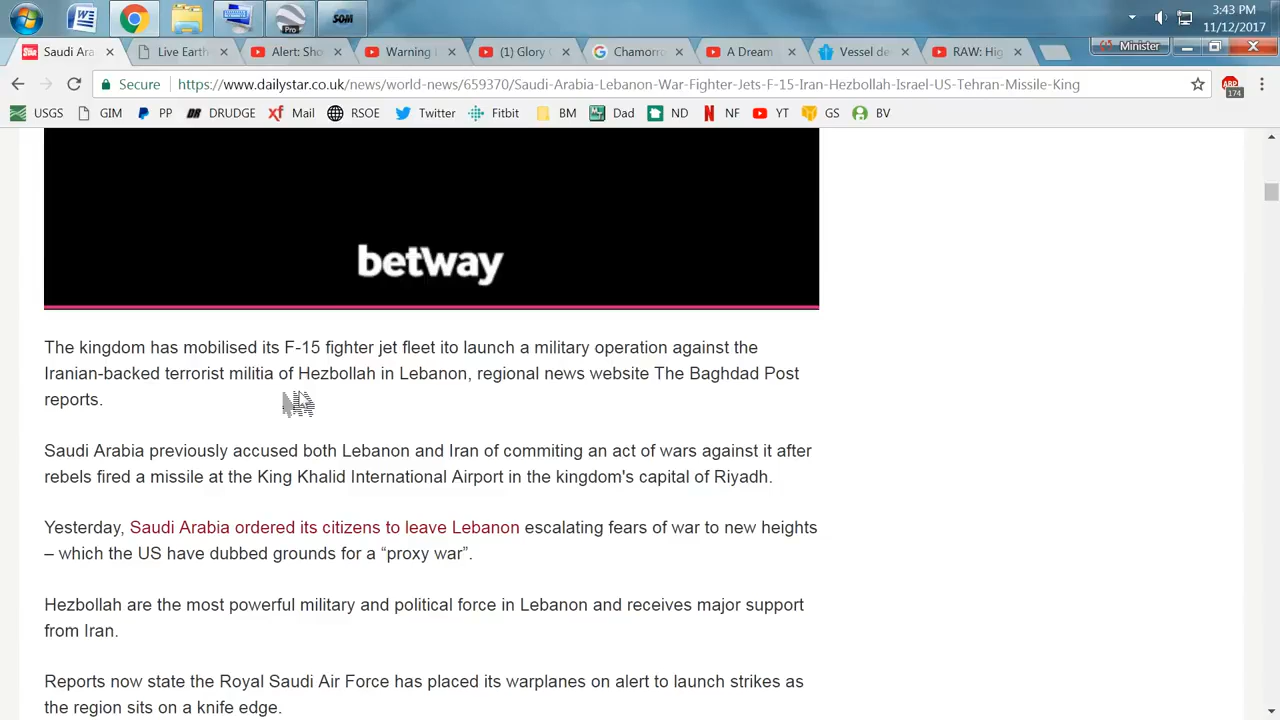 3:43 PM
11/12/2017
W
Pro
SOM
Saudi Ara
Live Earth
Alert: Sho
Warning
(1) Glory
Chamorro
A Dream
Vessel de
RAW: Hig
Minister
Secure
https://www.dailystar.co.uk/news/world-news/659370/Saudi-Arabia-Lebanon-War-Fighter-Jets-F-15-Iran-Hezbollah-Israel-US-Tehran-Missile-King
ABP
174
USGS GIM PP DRUDGE Mail RSOE Twitter Fitbit BM Dad ND NF YT GS BV
betway
The kingdom has mobilised its F-15 fighter jet fleet ito launch a military operation against the
Iranian-backed terrorist militia of Hezbollah in Lebanon, regional news website The Baghdad Post
reports.
Saudi Arabia previously accused both Lebanon and Iran of commiting an act of wars against it after
rebels fired a missile at the King Khalid International Airport in the kingdom's capital of Riyadh.
Yesterday, Saudi Arabia ordered its citizens to leave Lebanon escalating fears of war to new heights
– which the US have dubbed grounds for a “proxy war”.
Hezbollah are the most powerful military and political force in Lebanon and receives major support
from Iran.
Reports now state the Royal Saudi Air Force has placed its warplanes on alert to launch strikes as
the region sits on a knife edge.